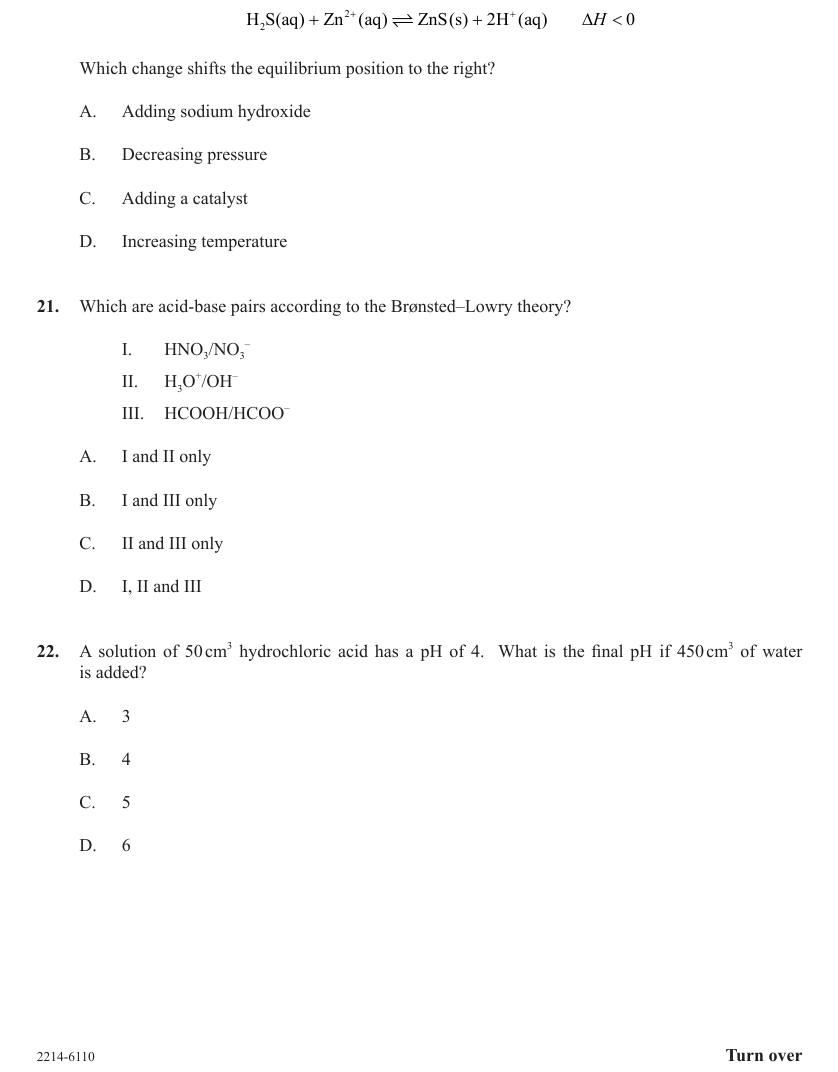 H₂S(aq) + Zn²⁺(aq) ⇌ ZnS(s) + 2H⁺(aq) ΔH < 0
Which change shifts the equilibrium position to the right?
A. Adding sodium hydroxide
B. Decreasing pressure
C. Adding a catalyst
D. Increasing temperature
21. Which are acid-base pairs according to the Brønsted–Lowry theory?
I. HNO₃/NO₃⁻
II. H₃O⁺/OH⁻
III. HCOOH/HCOO⁻
A. I and II only
B. I and III only
C. II and III only
D. I, II and III
22. A solution of 50 cm³ hydrochloric acid has a pH of 4. What is the final pH if 450 cm³ of water
is added?
A. 3
B. 4
C. 5
D. 6
2214-6110 Turn over